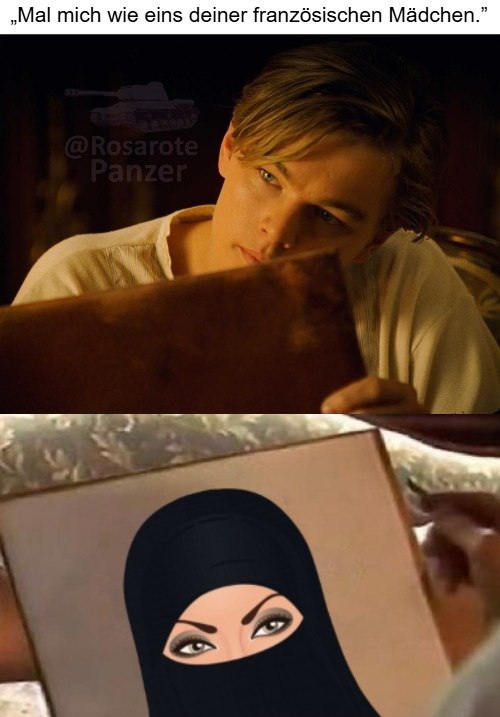 „Mal mich wie eins deiner französischen Mädchen.”
@Rosarote
Panzer